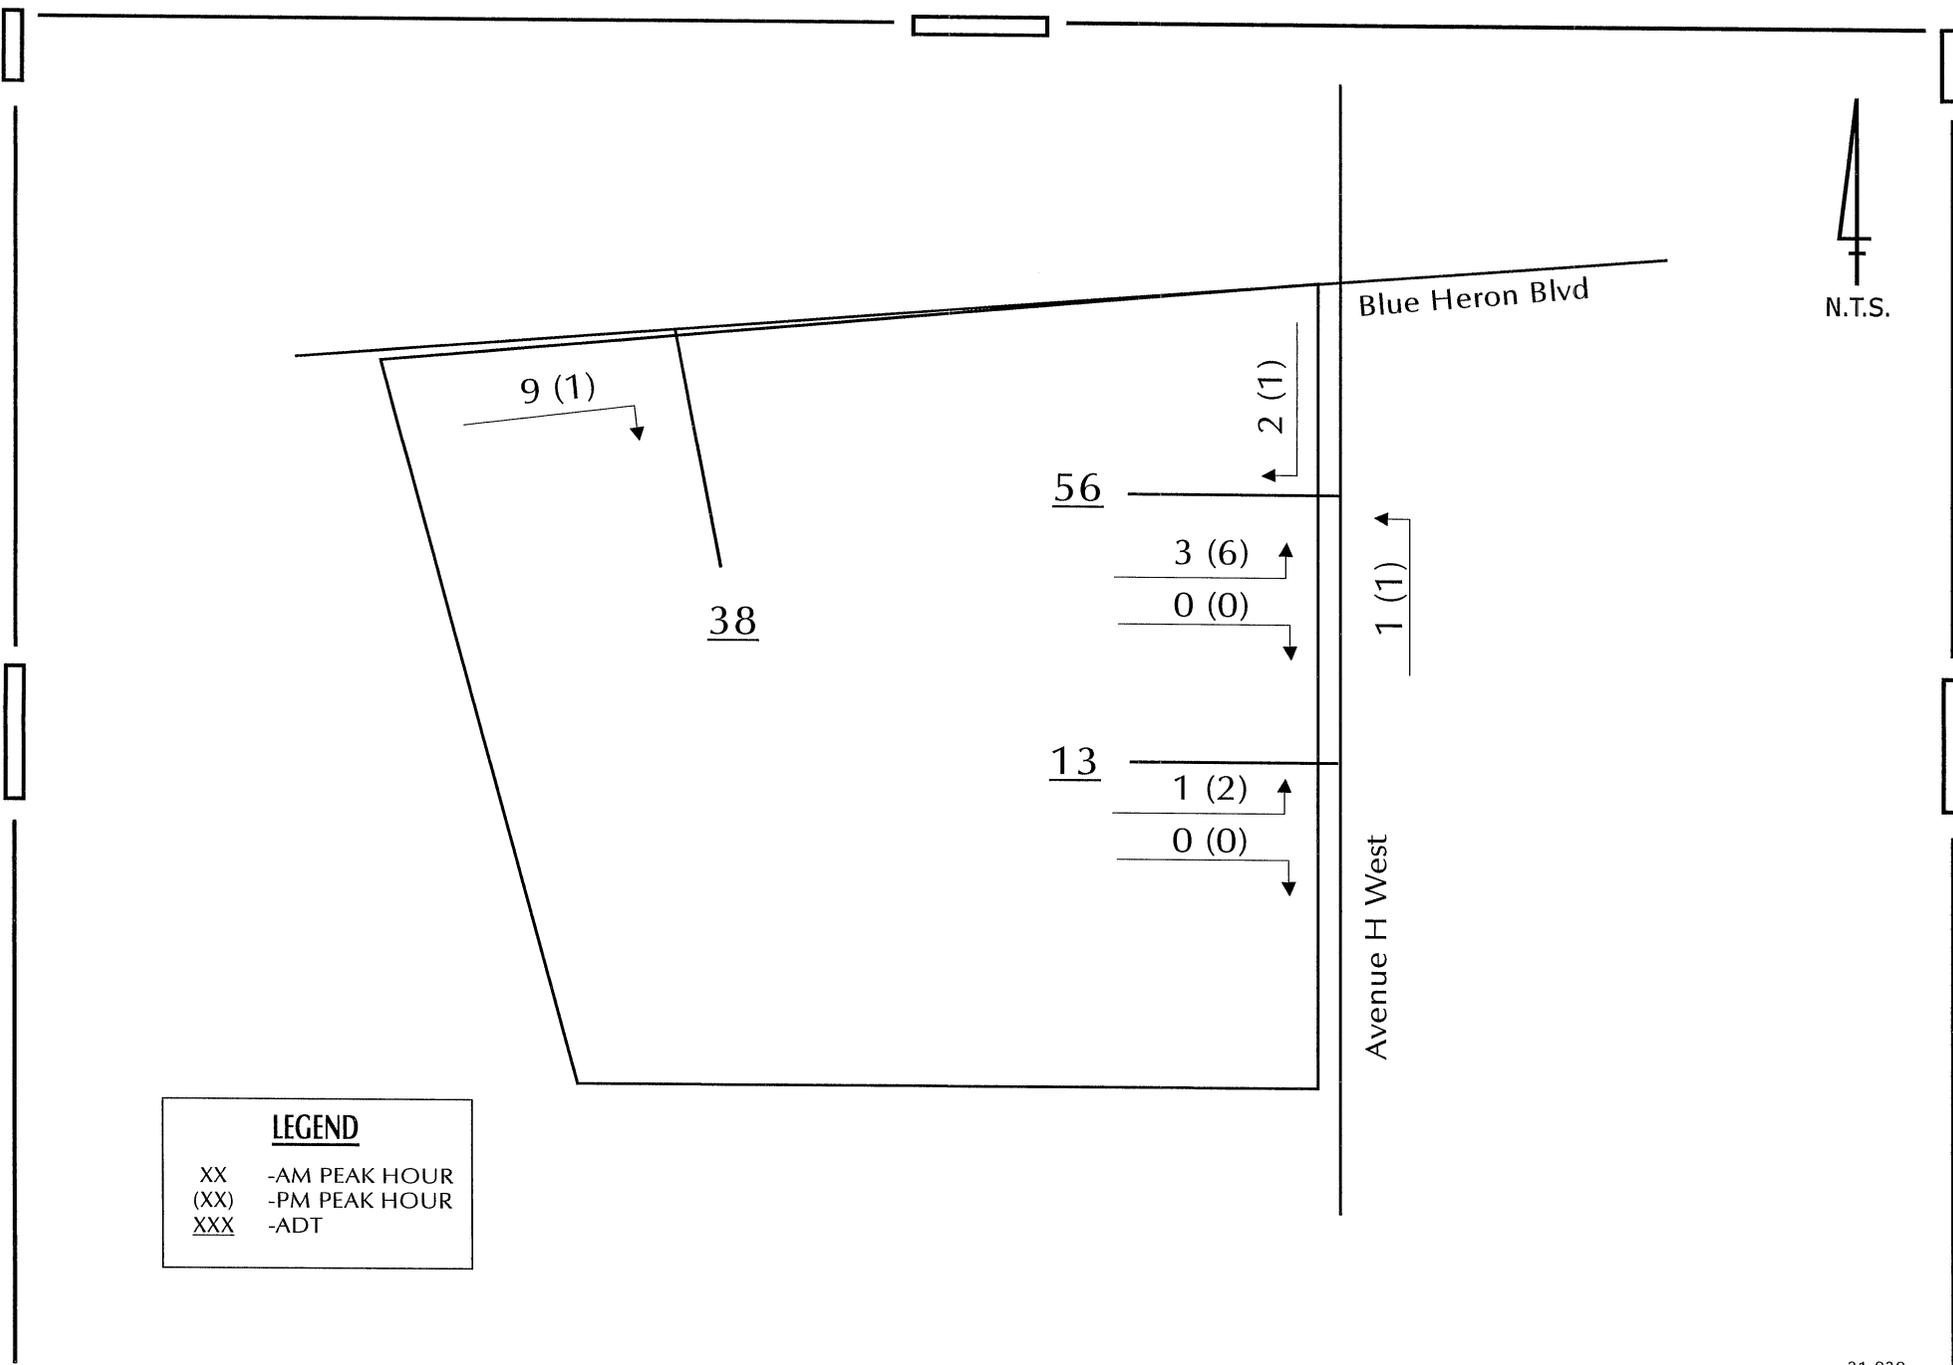 Blue Heron Blvd
N.T.S.
9 (1)
2 (1)
56
3 (6)
0 (0)
1 (1)
38
13
1 (2)
0 (0)
Avenue H West
LEGEND
XX -AM PEAK HOUR
(XX) -PM PEAK HOUR
XXX -ADT